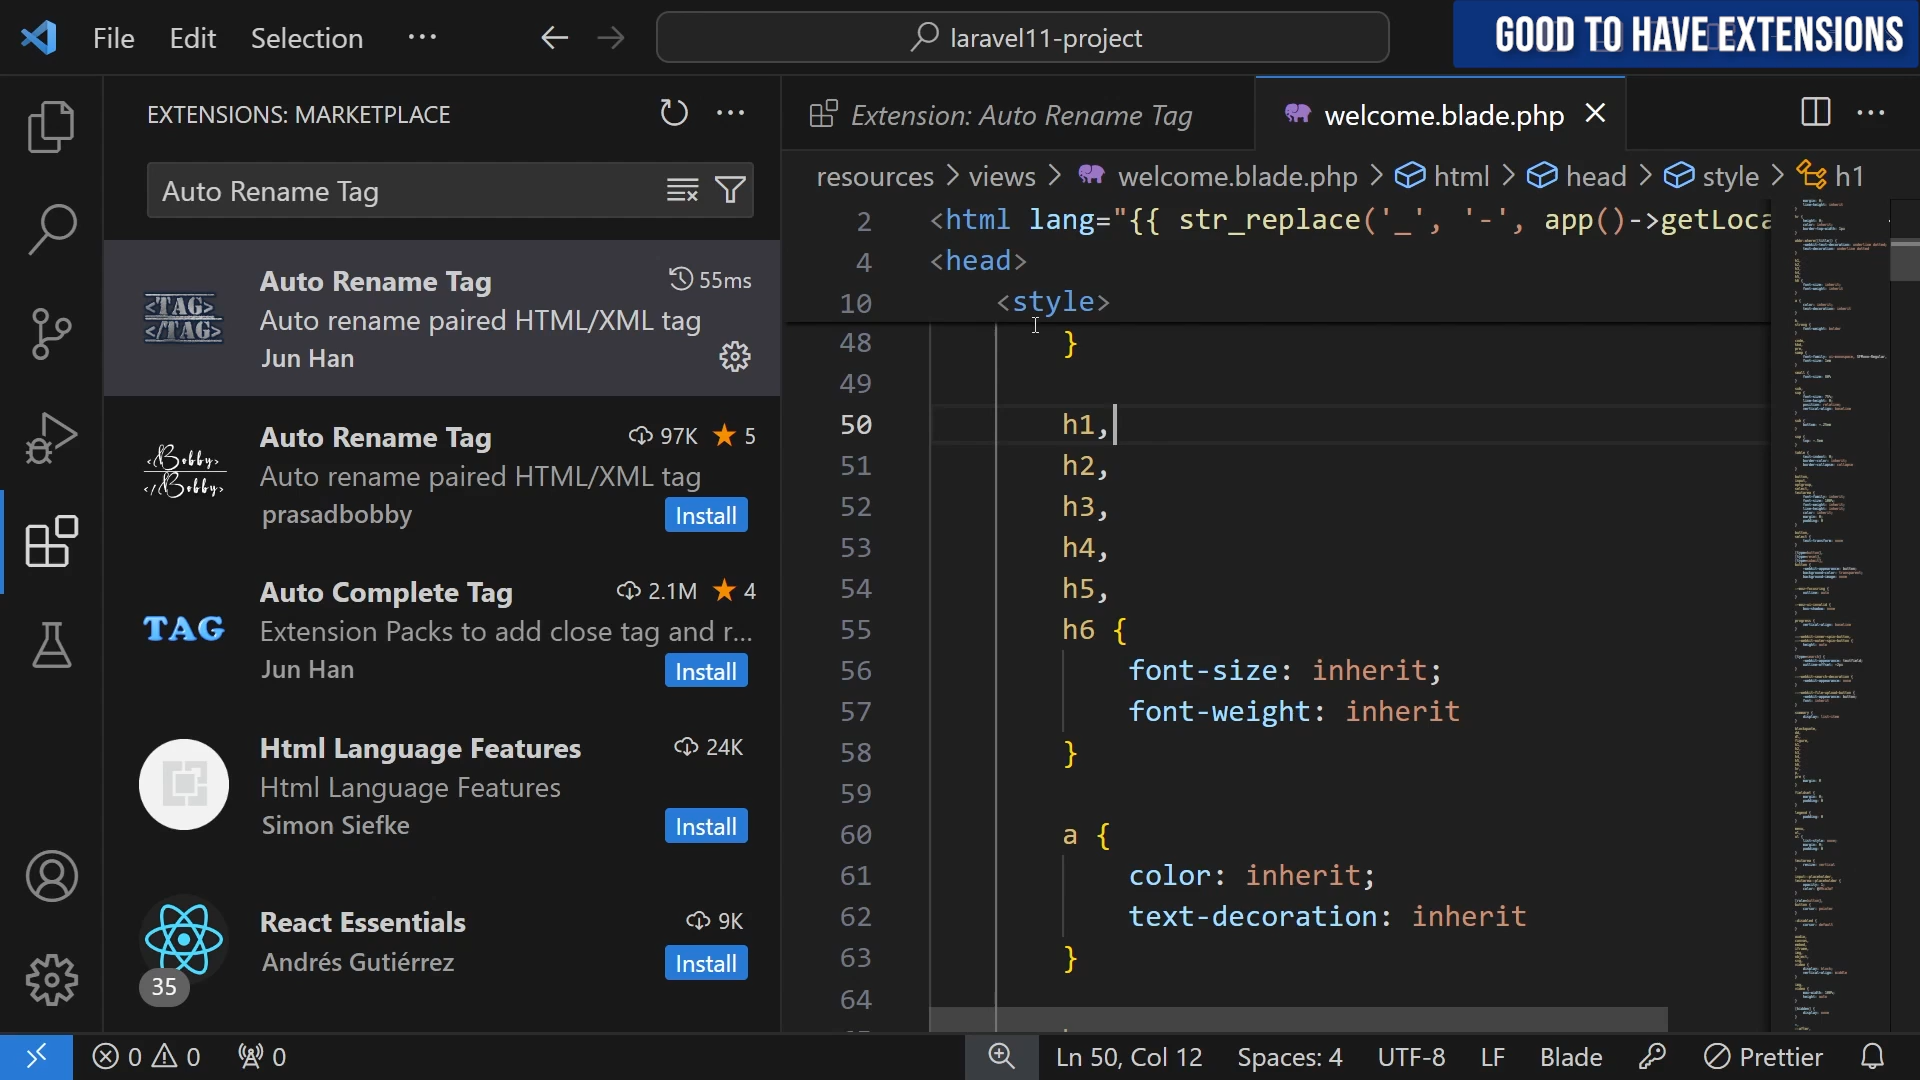 File Edit Selection ···
laravel11-project
GOOD TO HAVE EXTENSIONS
EXTENSIONS: MARKETPLACE
Auto Rename Tag
<TAG>
</TAG>
Auto Rename Tag 55ms
Auto rename paired HTML/XML tag
Jun Han
<Bobby>
</Bobby>
Auto Rename Tag 97K 5
Auto rename paired HTML/XML tag
prasadbobby Install
TAG
Auto Complete Tag 2.1M 4
Extension Packs to add close tag and r...
Jun Han Install
Html Language Features 24K
Html Language Features
Simon Siefke Install
React Essentials 9K
Andrés Gutiérrez Install
35
Extension: Auto Rename Tag welcome.blade.php
resources > views > welcome.blade.php > html > head > style > h1
2 <html lang="{{ str_replace('_', '-', app()->getLoca
4 <head>
10 <style>
48 }
49
50 h1,
51 h2,
52 h3,
53 h4,
54 h5,
55 h6 {
56 font-size: inherit;
57 font-weight: inherit
58 }
59
60 a {
61 color: inherit;
62 text-decoration: inherit
63 }
64
0 0 0
Ln 50, Col 12 Spaces: 4 UTF-8 LF Blade Prettier